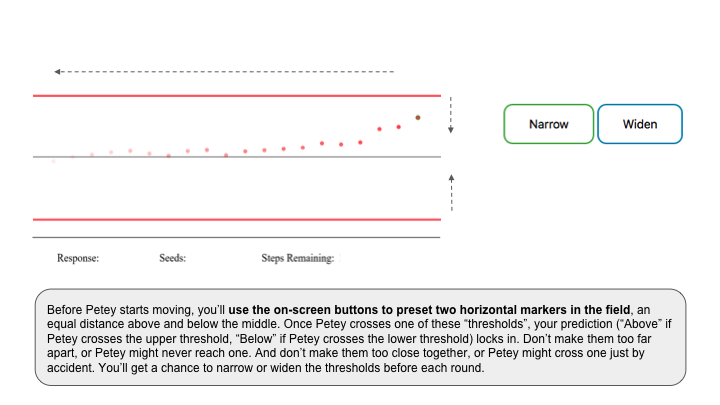 Narrow Widen
Response: Seeds: Steps Remaining:
Before Petey starts moving, you’ll use the on-screen buttons to preset two horizontal markers in the field, an
equal distance above and below the middle. Once Petey crosses one of these “thresholds”, your prediction (“Above” if
Petey crosses the upper threshold, “Below” if Petey crosses the lower threshold) locks in. Don’t make them too far
apart, or Petey might never reach one. And don’t make them too close together, or Petey might cross one just by
accident. You’ll get a chance to narrow or widen the thresholds before each round.